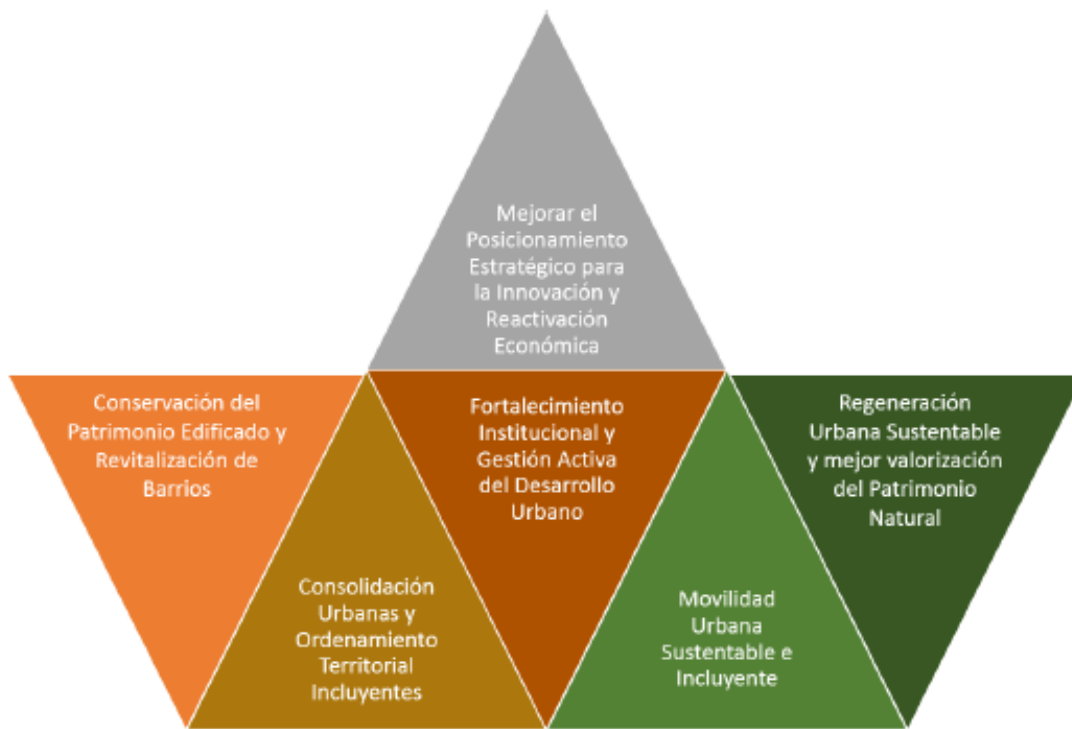 Mejorar el
Posicionamiento
Estratégico para
la Innovación y
Reactivación
Económica
Conservación del
Patrimonio Edificado y
Revitalización de
Barrios
Consolidación
Urbanas y
Ordenamiento
Territorial
Incluyentes
Fortalecimiento
Institucional y
Gestión Activa
del Desarrollo
Urbano
Movilidad
Urbana
Sustentable e
Incluyente
Regeneración
Urbana Sustentable
y mejor valorización
del Patrimonio
Natural